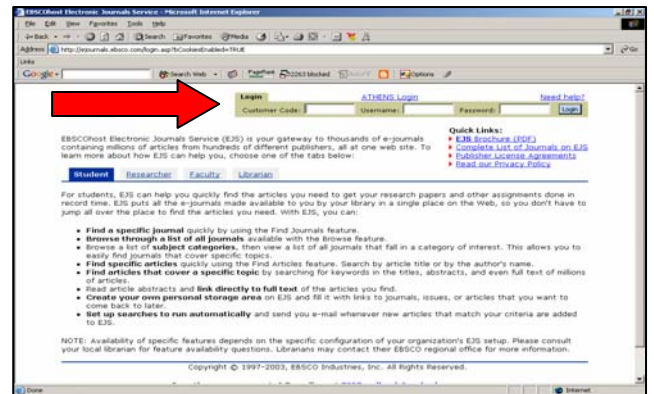 EBSCOhost Electronic Journals Service - Microsoft Internet Explorer
File Edit View Favorites Tools Help
Back Search Favorites Media
Address http://ejournals.ebsco.com/login.asp?bCookiesEnabled=TRUE Go
Links
Google Search Web PageRank blocked Options
Login ATHENS Login Need help?
Customer Code: Username: Password: Login
EBSCOhost Electronic Journals Service (EJS) is your gateway to thousands of e-journals
containing millions of articles from hundreds of different publishers, all at one web site. To
learn more about how EJS can help you, choose one of the tabs below:
Quick Links:
EJS Brochure (PDF)
Complete List of Journals on EJS
Publisher License Agreements
Read our Privacy Policy
Student Researcher Faculty Librarian
For students, EJS can help you quickly find the articles you need to get your research papers and other assignments done in
record time. EJS puts all the e-journals made available to you by your library in a single place on the Web, so you don't have to
jump all over the place to find the articles you need. With EJS, you can:
• Find a specific journal quickly by using the Find Journals feature.
• Browse through a list of all journals available with the Browse feature.
• Browse a list of subject categories, then view a list of all journals that fall in a category of interest. This allows you to
easily find journals that cover specific topics.
• Find specific articles quickly using the Find Articles feature. Search by article title or by the author's name.
• Find articles that cover a specific topic by searching for keywords in the titles, abstracts, and even full text of millions
of articles.
• Read article abstracts and link directly to full text of the articles you find.
• Create your own personal storage area on EJS and fill it with links to journals, issues, or articles that you want to
come back to later.
• Set up searches to run automatically and send you e-mail whenever new articles that match your criteria are added
to EJS.
NOTE: Availability of specific features depends on the specific configuration of your organization's EJS setup. Please consult
your local librarian for feature availability questions. Librarians may contact their EBSCO regional office for more information.
Copyright © 1997-2003, EBSCO Industries, Inc. All Rights Reserved.
Done Internet